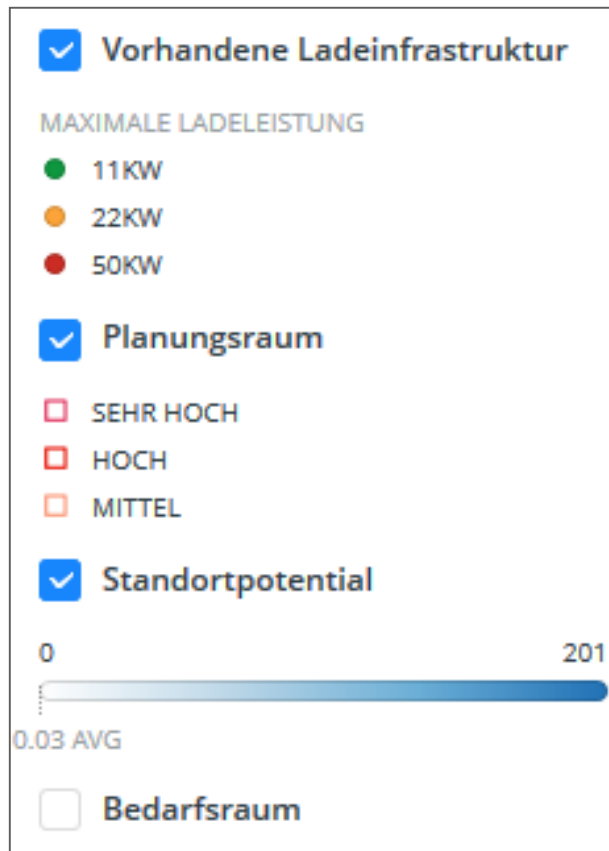 Vorhandene Ladeinfrastruktur
MAXIMALE LADELEISTUNG
11KW
22KW
50KW
Planungsraum
SEHR HOCH
HOCH
MITTEL
Standortpotential
0 201
0.03 AVG
Bedarfsraum